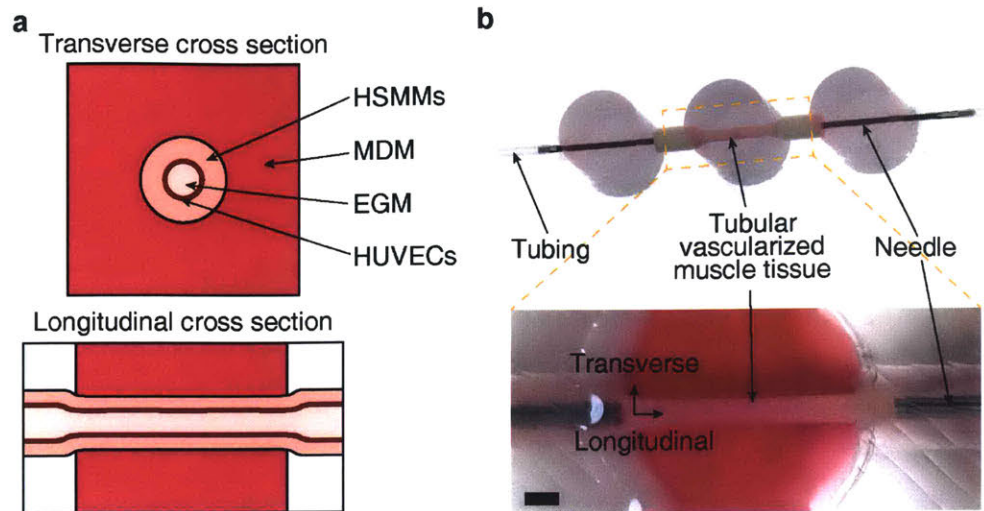 a
Transverse cross section
HSMMs
MDM
EGM
HUVECs
Longitudinal cross section
b
Tubing
Tubular
vascularized
muscle tissue
Needle
Transverse
Longitudinal